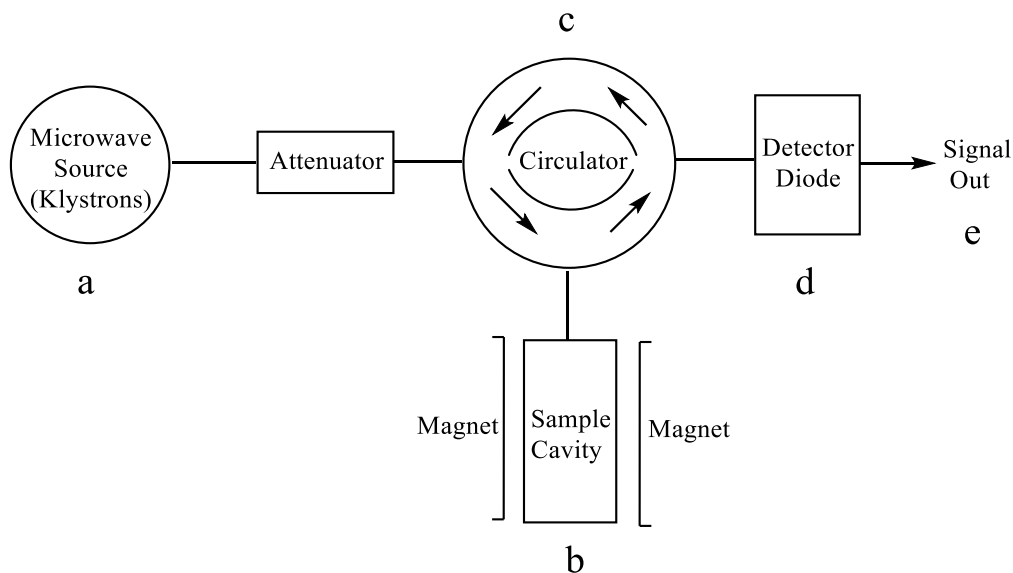 c
Microwave
Source
(Klystrons)
Attenuator
Circulator
Detector
Diode
Signal
Out
a
d
e
Magnet
Sample
Cavity
Magnet
b